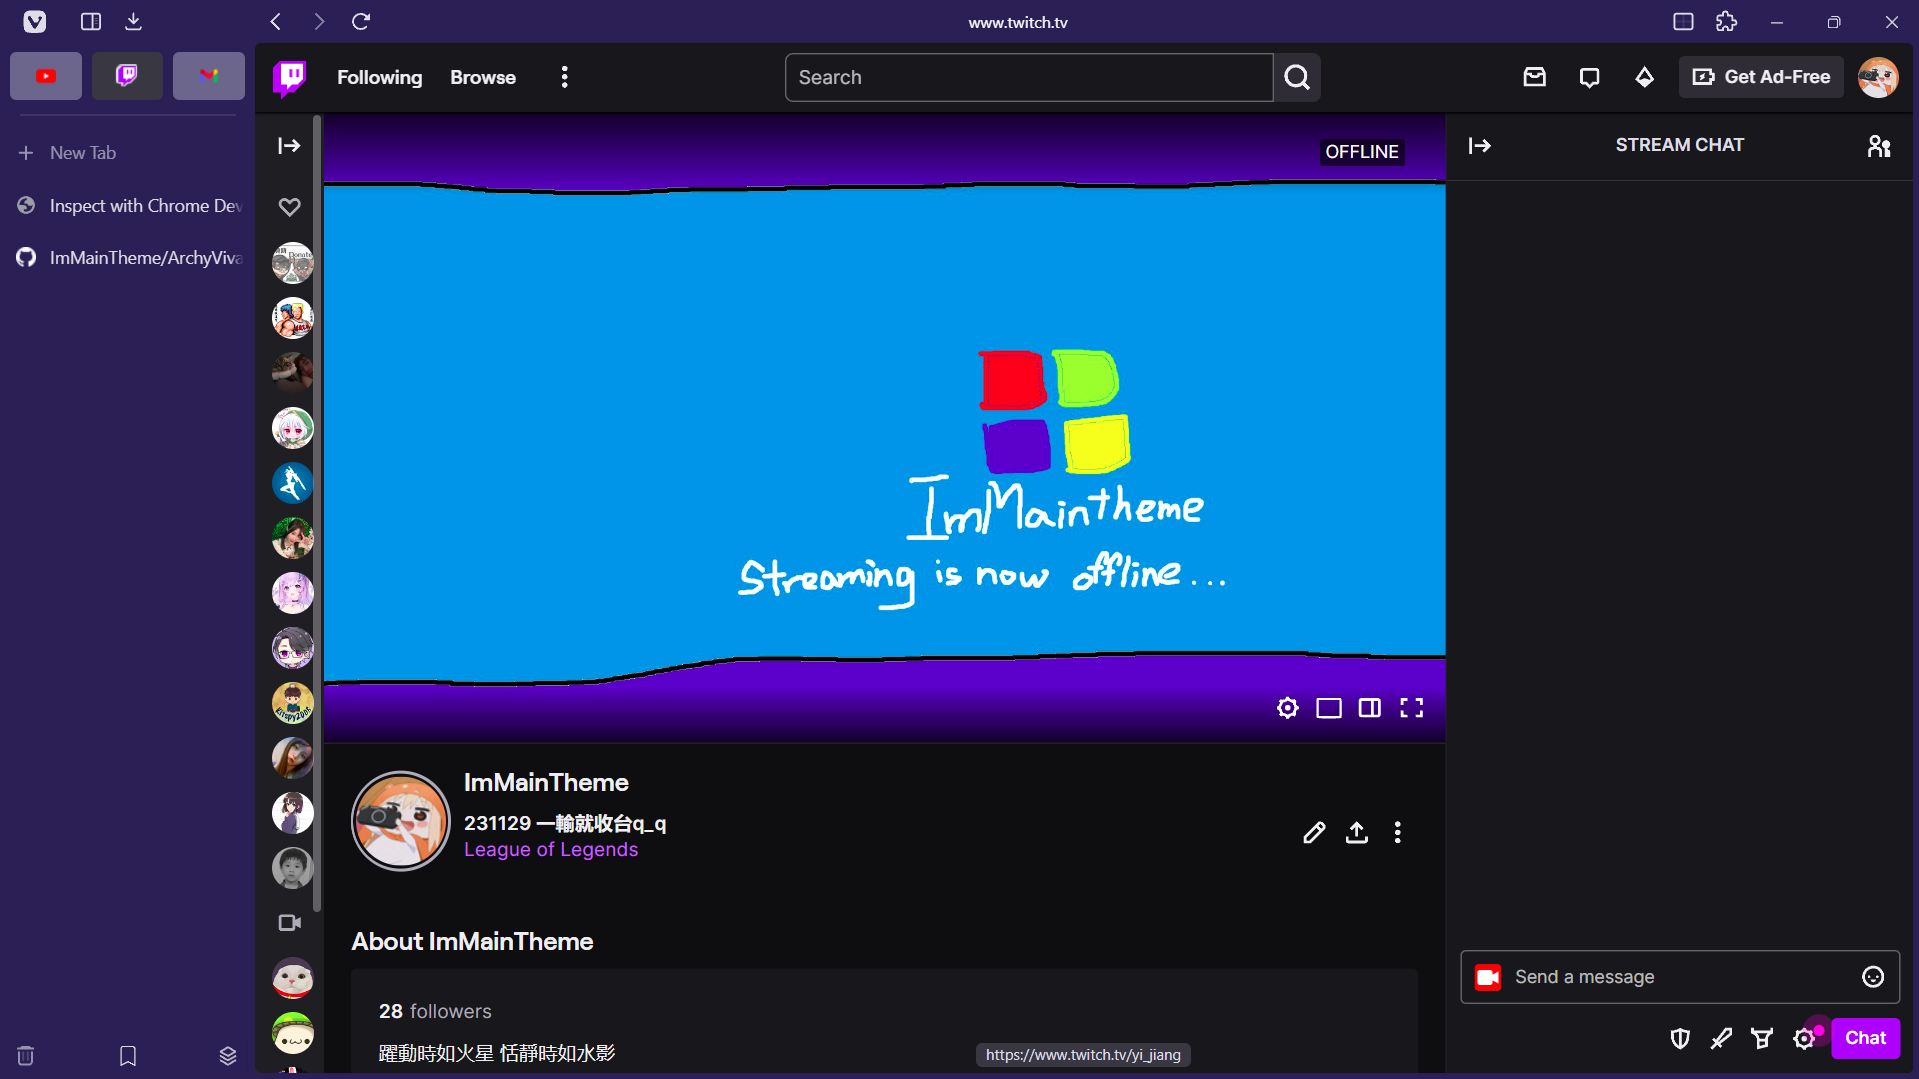 www.twitch.tv
Following
Browse
Search
Get Ad-Free
New Tab
Inspect with Chrome Dev
ImMainTheme/ArchyViva
OFFLINE
STREAM CHAT
ImMaintheme
Streaming is now offline...
ImMainTheme
231129 一輸就收台q_q
League of Legends
About ImMainTheme
28 followers
躍動時如火星 恬靜時如水影
https://www.twitch.tv/yi_jiang
Send a message
Chat